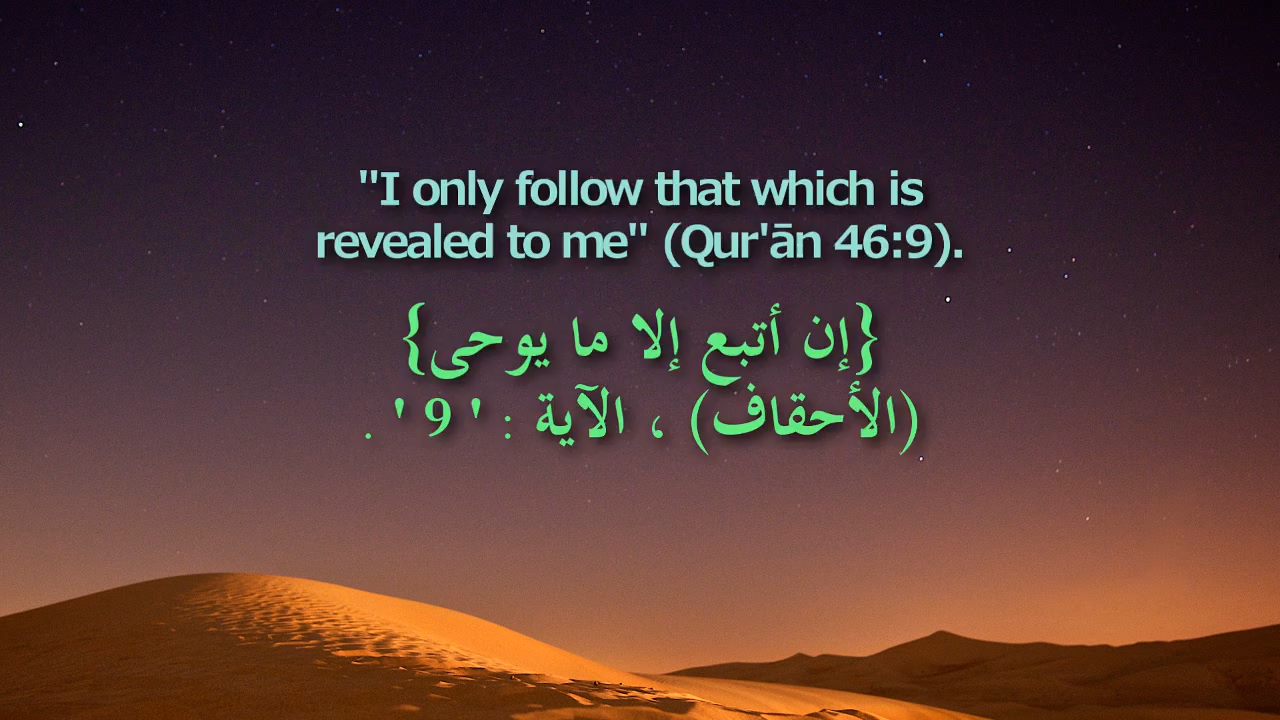 "I only follow that which is
revealed to me" (Qur'ān 46:9).
{إن أتبع إلا ما يوحى}
(الأحقاف) ، الآية : ' 9 ' .